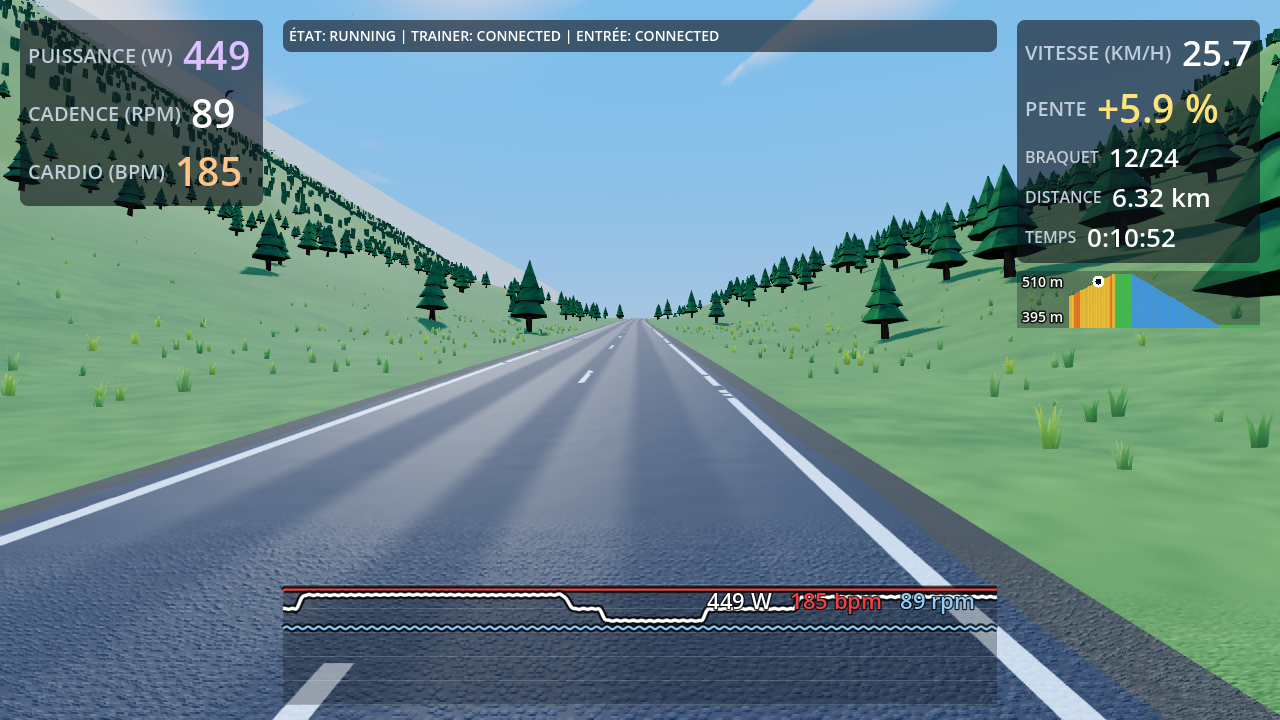 PUISSANCE (W) 449
CADENCE (RPM) 89
CARDIO (BPM) 185
ÉTAT: RUNNING | TRAINER: CONNECTED | ENTRÉE: CONNECTED
VITESSE (KM/H) 25.7
PENTE +5.9 %
BRAQUET 12/24
DISTANCE 6.32 km
TEMPS 0:10:52
510 m
395 m
449 W 185 bpm 89 rpm